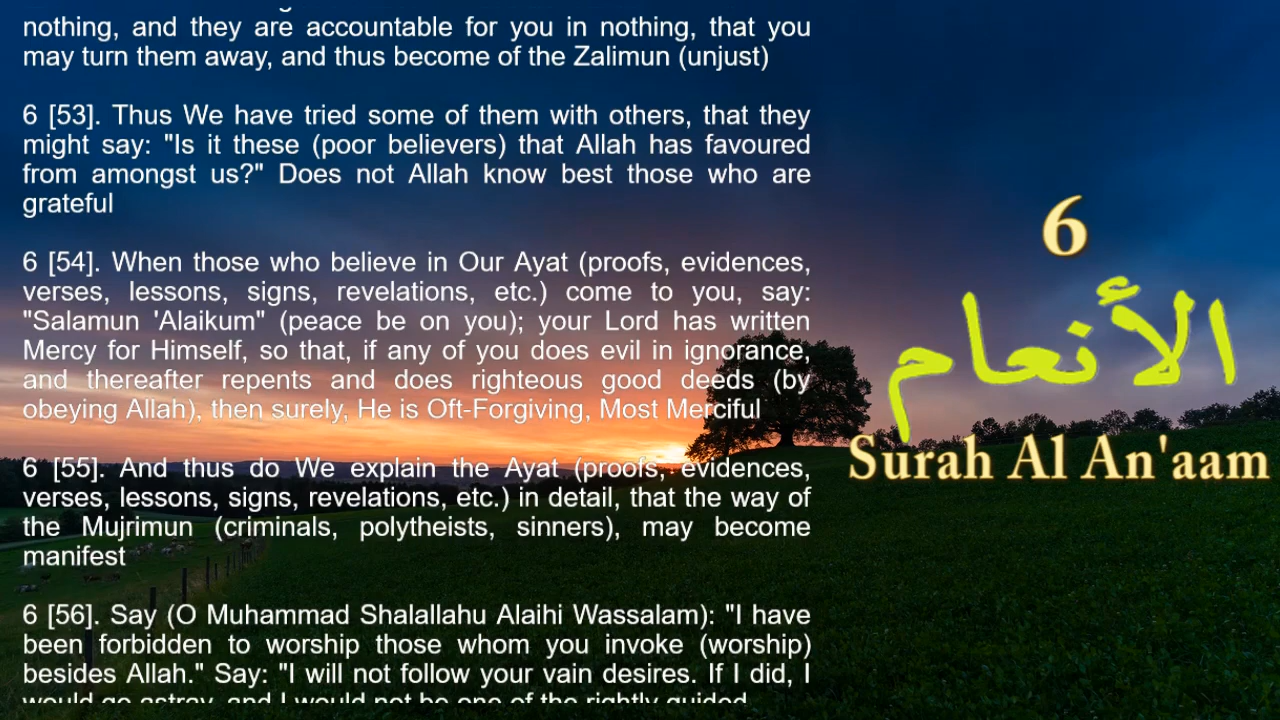 nothing, and they are accountable for you in nothing, that you
may turn them away, and thus become of the Zalimun (unjust)
6 [53]. Thus We have tried some of them with others, that they
might say: "Is it these (poor believers) that Allah has favoured
from amongst us?" Does not Allah know best those who are
grateful
6 [54]. When those who believe in Our Ayat (proofs, evidences,
verses, lessons, signs, revelations, etc.) come to you, say:
"Salamun 'Alaikum" (peace be on you); your Lord has written
Mercy for Himself, so that, if any of you does evil in ignorance,
and thereafter repents and does righteous good deeds (by
obeying Allah), then surely, He is Oft-Forgiving, Most Merciful
6 [55]. And thus do We explain the Ayat (proofs, evidences,
verses, lessons, signs, revelations, etc.) in detail, that the way of
the Mujrimun (criminals, polytheists, sinners), may become
manifest
6 [56]. Say (O Muhammad Shalallahu Alaihi Wassalam): "I have
been forbidden to worship those whom you invoke (worship)
besides Allah." Say: "I will not follow your vain desires. If I did, I
would go astray, and I would not be one of the rightly guided
6
الأنعام
Surah Al An'aam